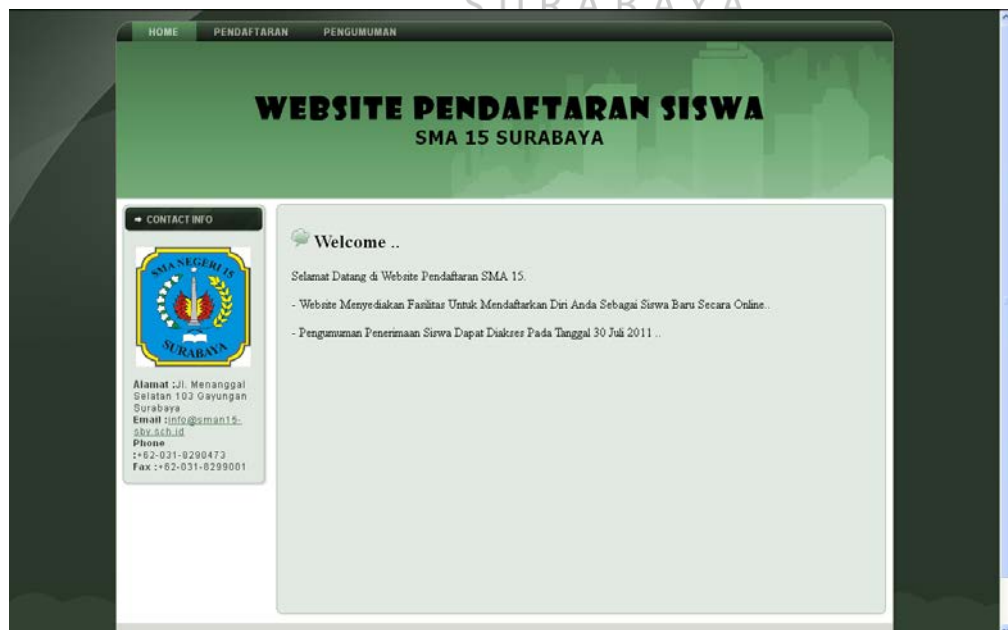 SURABAYA
HOME PENDAFTARAN PENGUMUMAN
WEBSITE PENDAFTARAN SISWA
SMA 15 SURABAYA
CONTACT INFO
SMA NEGERI 15
SURABAYA
Alamat :Jl. Menanggal
Selatan 103 Gayungan
Surabaya
Email :info@sman15-
sby.sch.id
Phone
:+62-031-8290473
Fax :+62-031-8299001
Welcome ..
Selamat Datang di Website Pendaftaran SMA 15.
- Website Menyediakan Fasilitas Untuk Mendaftarkan Diri Anda Sebagai Siswa Baru Secara Online..
- Pengumuman Penerimaan Siswa Dapat Diakses Pada Tanggal 30 Juli 2011 ..